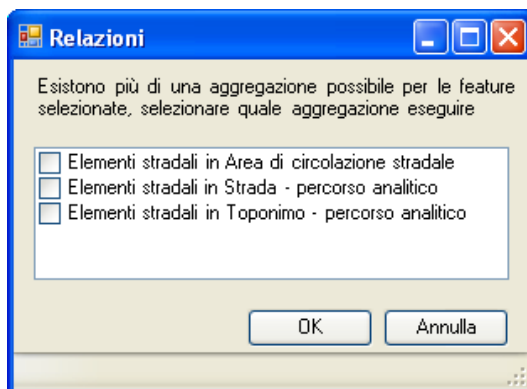 Relazioni
Esistono più di una aggregazione possibile per le feature
selezionate, selezionare quale aggregazione eseguire
Elementi stradali in Area di circolazione stradale
Elementi stradali in Strada - percorso analitico
Elementi stradali in Toponimo - percorso analitico
OK
Annulla